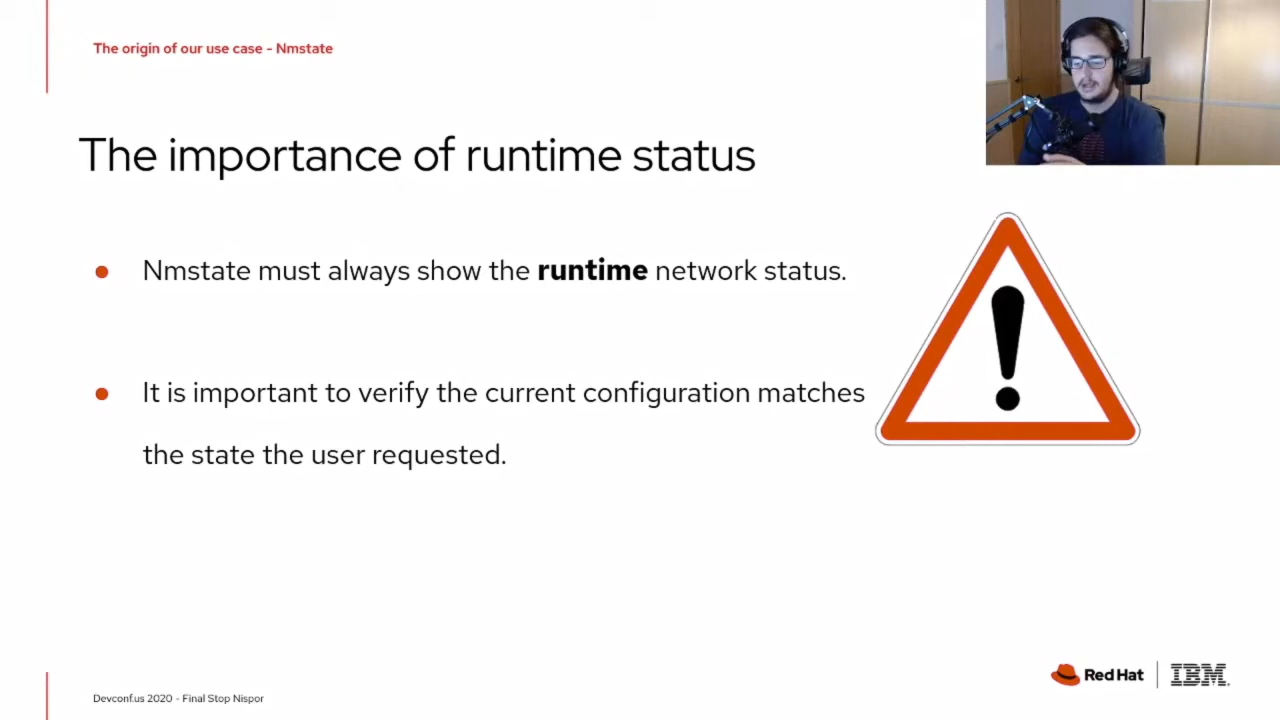 The origin of our use case - Nmstate
The importance of runtime status
Nmstate must always show the runtime network status.
It is important to verify the current configuration matches
the state the user requested.
Devconf.us 2020 - Final Stop Nispor
Red Hat
IBM